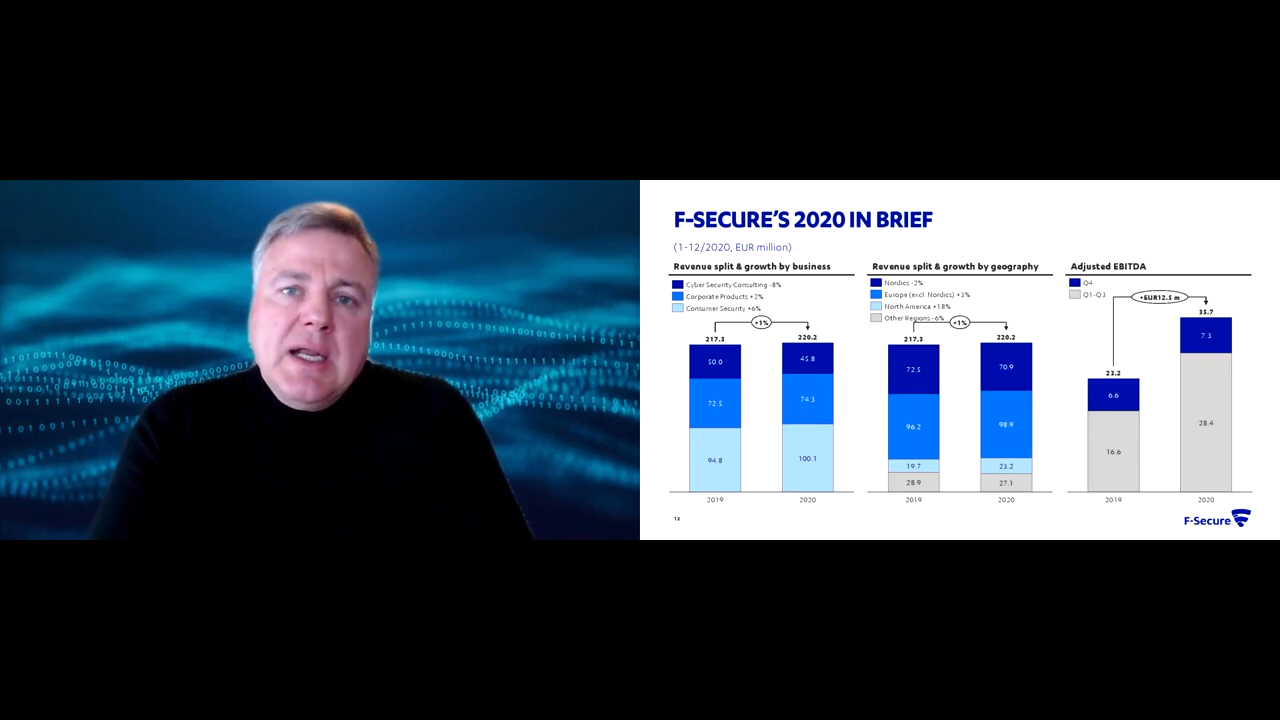 F-SECURE'S 2020 IN BRIEF
(1-12/2020, EUR million)
Revenue split & growth by business
Cyber Security Consulting -8%
Corporate Products +2%
Consumer Security +6%
+1%
217.3
220.2
50.0
45.8
72.5
74.3
94.8
100.1
2019
2020
Revenue split & growth by geography
Nordics -2%
Europe (excl. Nordics) +3%
North America +18%
Other Regions -6%
+1%
217.3
220.2
72.5
70.9
96.2
98.9
19.7
23.2
28.9
27.1
2019
2020
Adjusted EBITDA
Q4
Q1-Q3
+EUR12.5 m
35.7
7.3
23.2
6.6
28.4
16.6
2019
2020
13
F-Secure